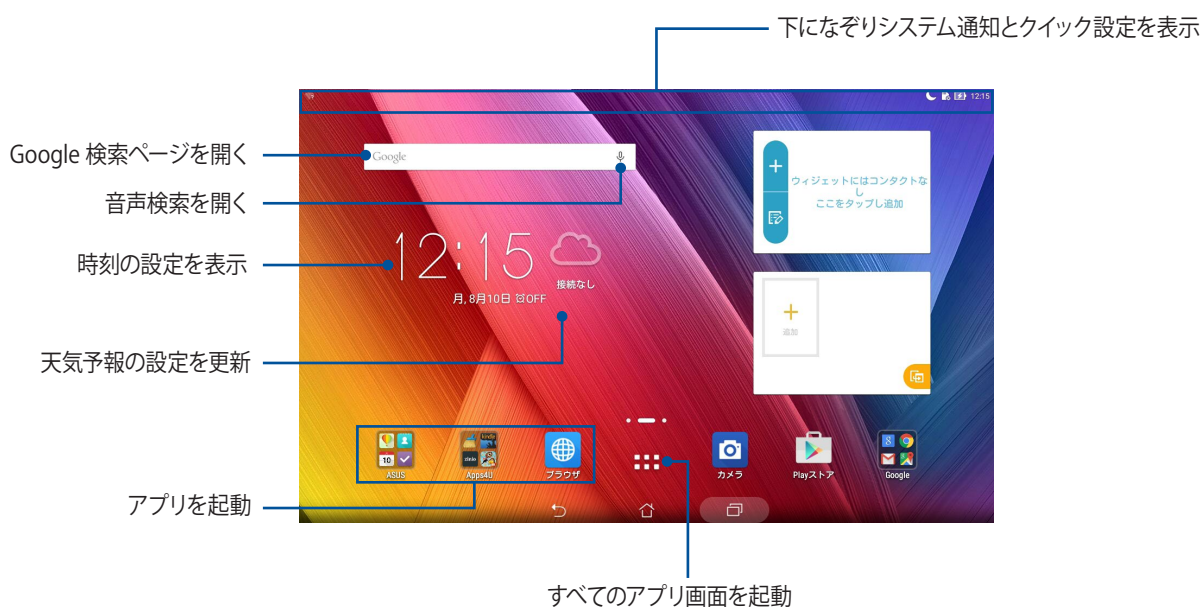 下になぞりシステム通知とクイック設定を表示
12:15
Google 検索ページを開く
Google
音声検索を開く
ウィジェットにはコンタクトな
し
ここをタップし追加
時刻の設定を表示
12:15
接続なし
月, 8月10日 OFF
追加
天気予報の設定を更新
10
kindle
zinio
8
ASUS
Apps4U
ブラウザ
カメラ
Playストア
Google
アプリを起動
すべてのアプリ画面を起動